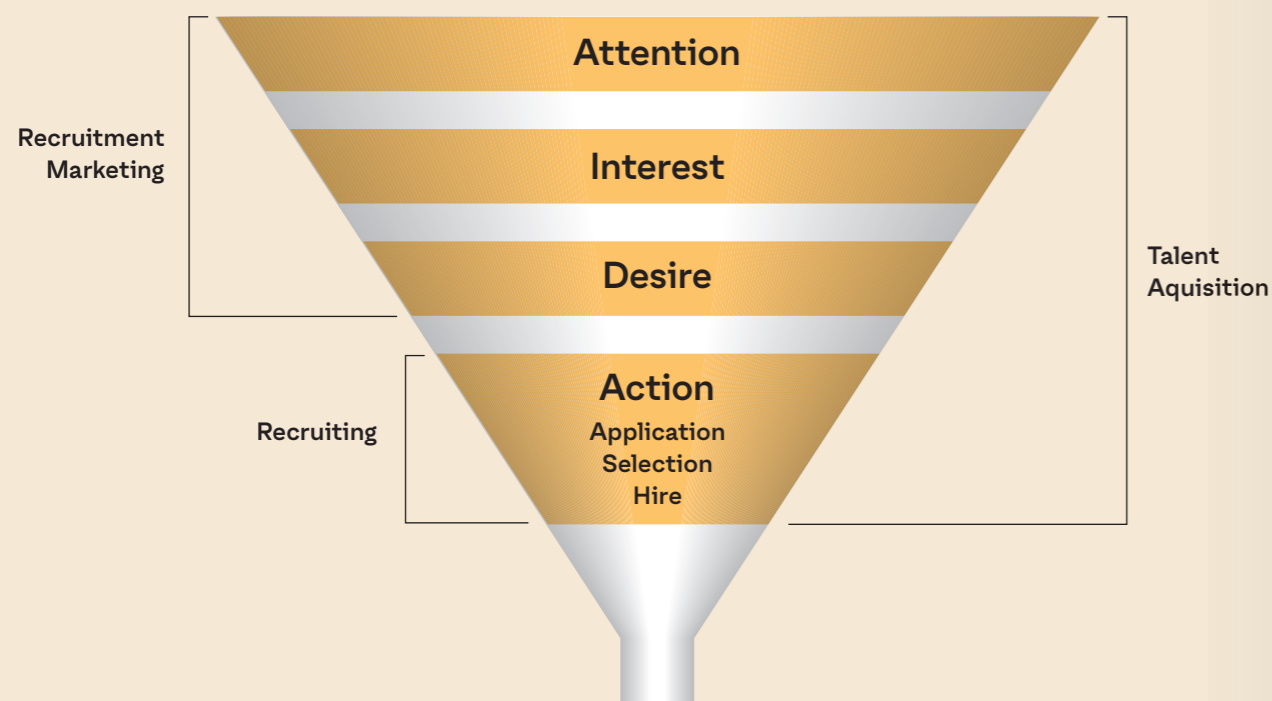 Attention
Recruitment
Marketing
Interest
Desire
Talent
Aquisition
Action
Recruiting
Application
Selection
Hire